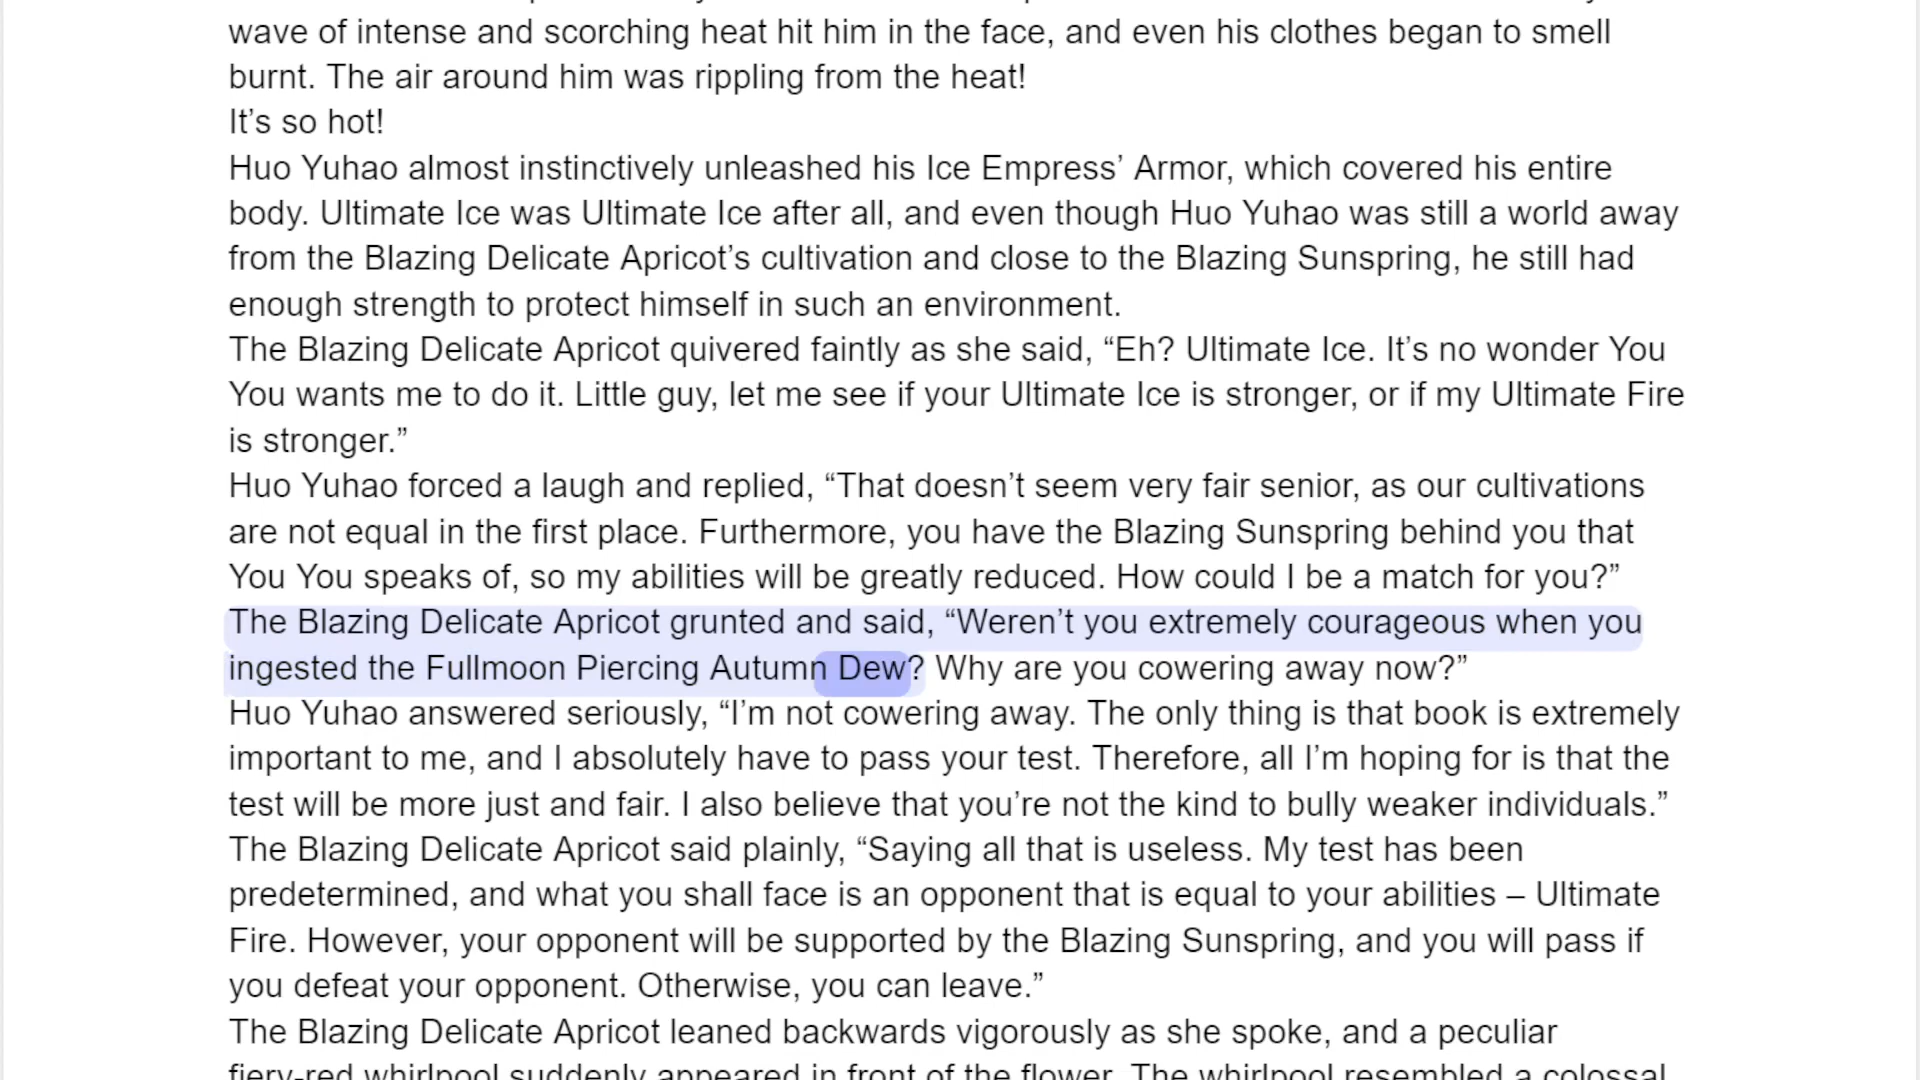 wave of intense and scorching heat hit him in the face, and even his clothes began to smell
burnt. The air around him was rippling from the heat!
It’s so hot!
Huo Yuhao almost instinctively unleashed his Ice Empress’ Armor, which covered his entire
body. Ultimate Ice was Ultimate Ice after all, and even though Huo Yuhao was still a world away
from the Blazing Delicate Apricot’s cultivation and close to the Blazing Sunspring, he still had
enough strength to protect himself in such an environment.
The Blazing Delicate Apricot quivered faintly as she said, “Eh? Ultimate Ice. It’s no wonder You
You wants me to do it. Little guy, let me see if your Ultimate Ice is stronger, or if my Ultimate Fire
is stronger.”
Huo Yuhao forced a laugh and replied, “That doesn’t seem very fair senior, as our cultivations
are not equal in the first place. Furthermore, you have the Blazing Sunspring behind you that
You You speaks of, so my abilities will be greatly reduced. How could I be a match for you?”
The Blazing Delicate Apricot grunted and said, “Weren’t you extremely courageous when you
ingested the Fullmoon Piercing Autumn Dew? Why are you cowering away now?”
Huo Yuhao answered seriously, “I’m not cowering away. The only thing is that book is extremely
important to me, and I absolutely have to pass your test. Therefore, all I’m hoping for is that the
test will be more just and fair. I also believe that you’re not the kind to bully weaker individuals.”
The Blazing Delicate Apricot said plainly, “Saying all that is useless. My test has been
predetermined, and what you shall face is an opponent that is equal to your abilities – Ultimate
Fire. However, your opponent will be supported by the Blazing Sunspring, and you will pass if
you defeat your opponent. Otherwise, you can leave.”
The Blazing Delicate Apricot leaned backwards vigorously as she spoke, and a peculiar
fiery-red whirlpool suddenly appeared in front of the flower. The whirlpool resembled a colossal